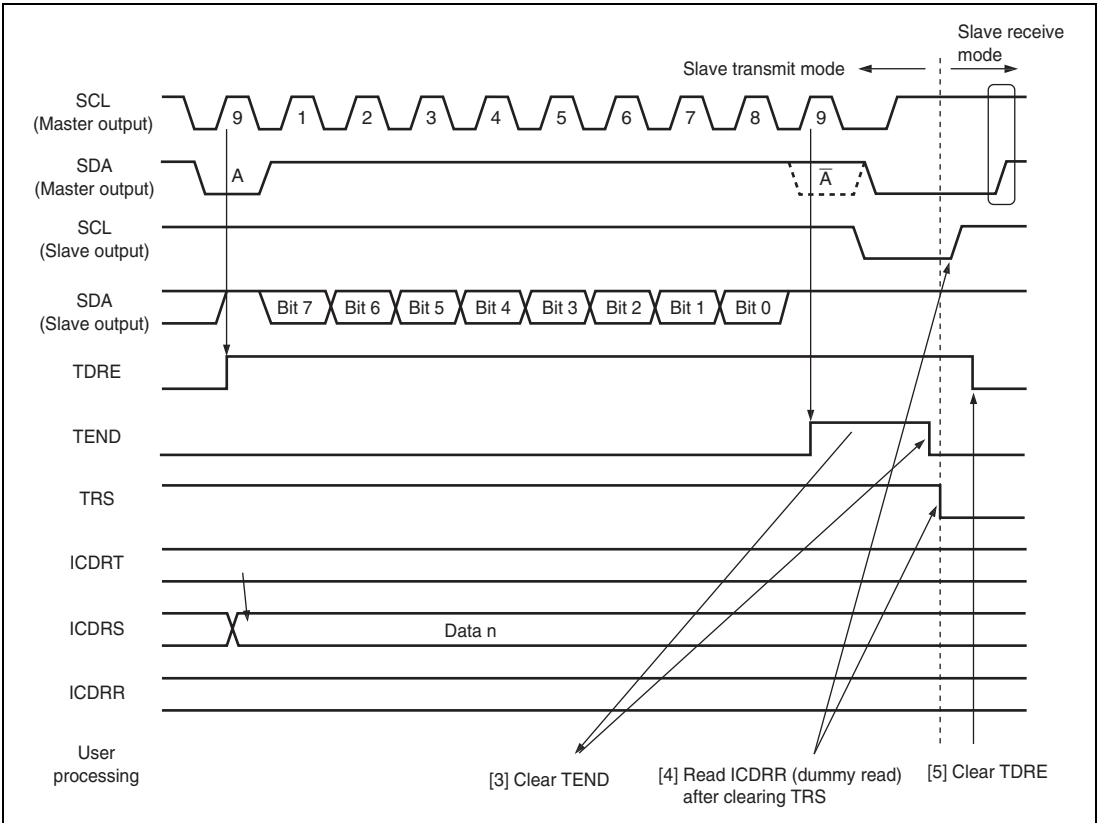 Slave receive
mode
Slave transmit mode
SCL
(Master output)
9 1 2 3 4 5 6 7 8 9
SDA
(Master output)
A A̅
SCL
(Slave output)
SDA
(Slave output)
Bit 7 Bit 6 Bit 5 Bit 4 Bit 3 Bit 2 Bit 1 Bit 0
TDRE
TEND
TRS
ICDRT
ICDRS
Data n
ICDRR
User
processing
[3] Clear TEND
[4] Read ICDRR (dummy read)
after clearing TRS
[5] Clear TDRE